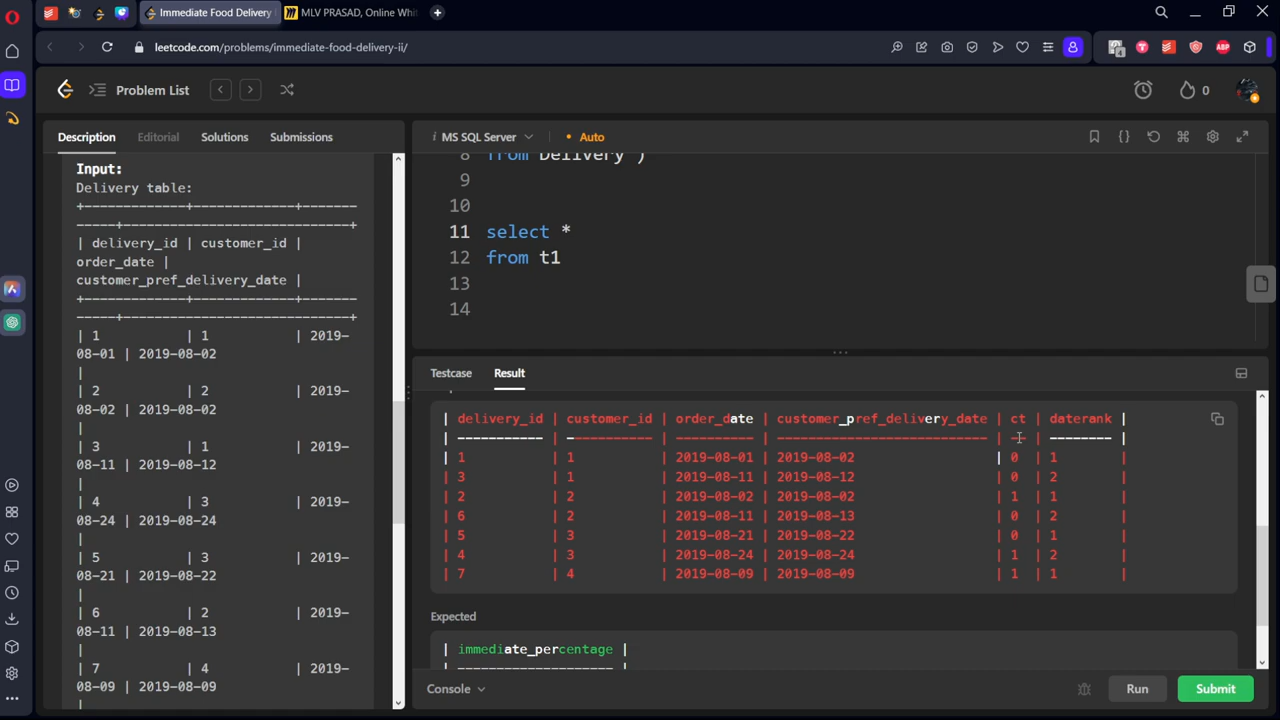 Immediate Food Delivery
MLV PRASAD, Online Whit
leetcode.com/problems/immediate-food-delivery-ii/
Problem List
0
Description
Editorial
Solutions
Submissions
Input:
Delivery table:
+-------------+-------------+-------
-----+-----------------------------+
| delivery_id | customer_id |
order_date |
customer_pref_delivery_date |
+-------------+-------------+-------
-----+-----------------------------+
| 1 | 1 | 2019-
08-01 | 2019-08-02
|
| 2 | 2 | 2019-
08-02 | 2019-08-02
|
| 3 | 1 | 2019-
08-11 | 2019-08-12
|
| 4 | 3 | 2019-
08-24 | 2019-08-24
|
| 5 | 3 | 2019-
08-21 | 2019-08-22
|
| 6 | 2 | 2019-
08-11 | 2019-08-13
|
| 7 | 4 | 2019-
08-09 | 2019-08-09
|
i MS SQL Server
• Auto
8 from Delivery )
9
10
11 select *
12 from t1
13
14
Testcase
Result
| delivery_id | customer_id | order_date | customer_pref_delivery_date | ct | daterank |
| ----------- | ----------- | ---------- | --------------------------- | -- | -------- |
| 1 | 1 | 2019-08-01 | 2019-08-02 | 0 | 1 |
| 3 | 1 | 2019-08-11 | 2019-08-12 | 0 | 2 |
| 2 | 2 | 2019-08-02 | 2019-08-02 | 1 | 1 |
| 6 | 2 | 2019-08-11 | 2019-08-13 | 0 | 2 |
| 5 | 3 | 2019-08-21 | 2019-08-22 | 0 | 1 |
| 4 | 3 | 2019-08-24 | 2019-08-24 | 1 | 2 |
| 7 | 4 | 2019-08-09 | 2019-08-09 | 1 | 1 |
Expected
| immediate_percentage |
| -------------------- |
Console
Run
Submit